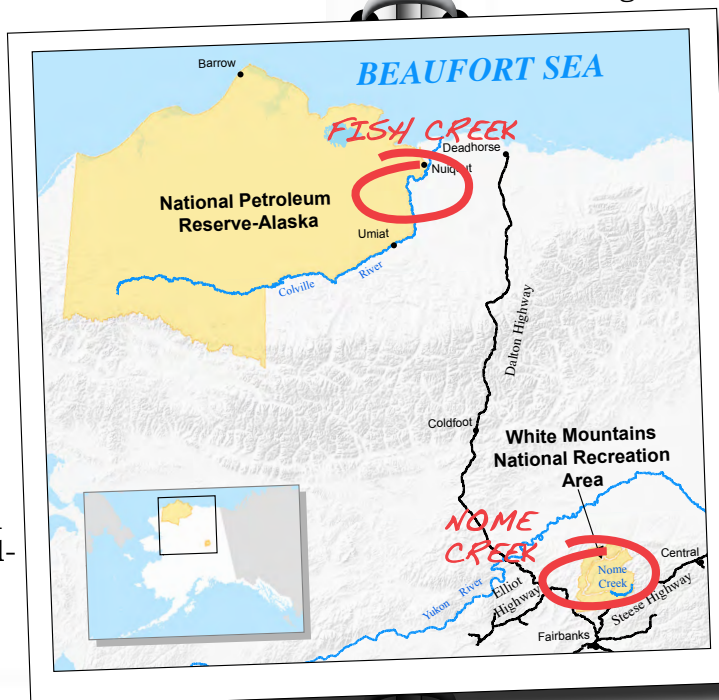 Barrow
BEAUFORT SEA
FISH CREEK
Deadhorse
Nuiqsut
National Petroleum
Reserve-Alaska
Umiat
Colville
River
Dalton Highway
Coldfoot
White Mountains
National Recreation
Area
NOME
CREEK
Nome
Creek
Central
Yukon
River
Elliot
Highway
Steese Highway
Fairbanks